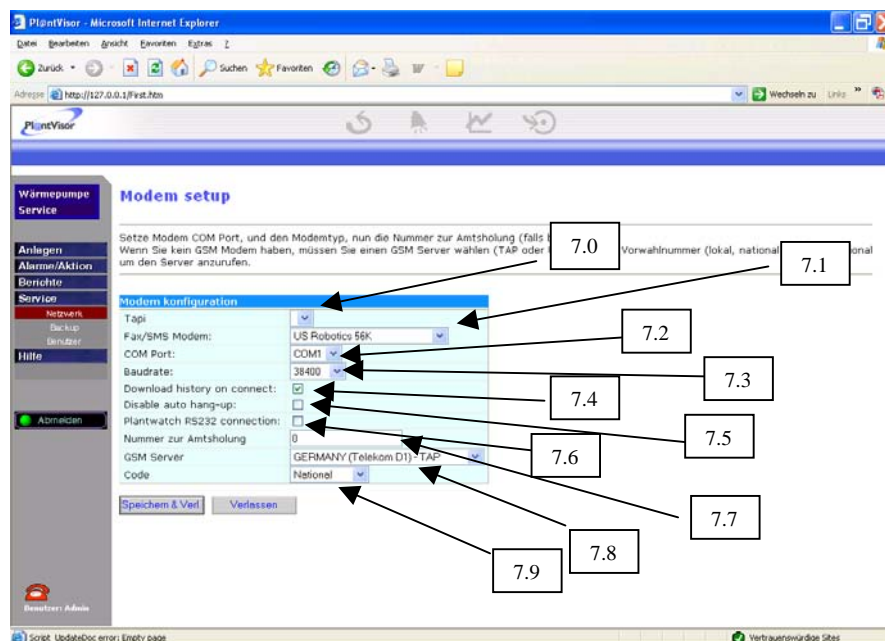 Pl@ntVisor - Microsoft Internet Explorer
Datei Bearbeiten Ansicht Favoriten Extras ?
Zurück Suchen Favoriten
Adresse http://127.0.0.1/First.htm Wechseln zu Links »
PlantVisor
Wärmepumpe
Service
Modem setup
Setze Modem COM Port, und den Modemtyp, nun die Nummer zur Amtsholung (falls
Wenn Sie kein GSM Modem haben, müssen Sie einen GSM Server wählen (TAP oder Vorwahlnummer (lokal, national onal
um den Server anzurufen.
7.0
7.1
Anlagen
Alarme/Aktion
Berichte
Service
Netzwerk
Backup
Benutzer
Hilfe
Abmelden
Modem konfiguration
Tapi
Fax/SMS Modem: US Robotics 56K
COM Port: COM1
Baudrate: 38400
Download history on connect:
Disable auto hang-up:
Plantwatch RS232 connection:
Nummer zur Amtsholung 0
GSM Server GERMANY (Telekom D1) - TAP
Code National
7.2
7.3
7.4
7.5
7.6
7.7
7.8
7.9
Speichern & Verl Verlassen
Benutzer: Admin
Script_UpdateDoc error: Empty page Vertrauenswürdige Sites